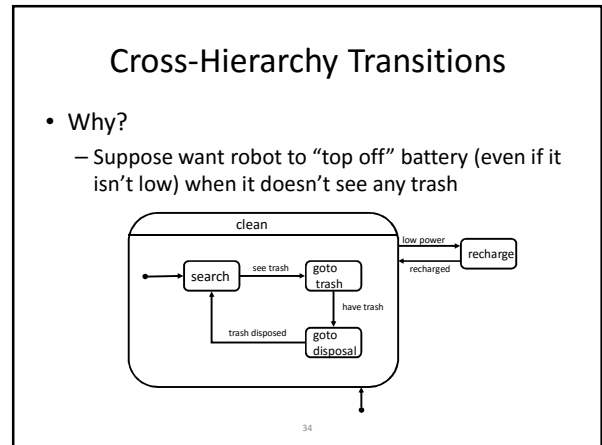 Cross-Hierarchy Transitions
• Why?
– Suppose want robot to “top off” battery (even if it
isn’t low) when it doesn’t see any trash
clean
low power
recharge
recharged
search
see trash
goto
trash
have trash
trash disposed
goto
disposal
34